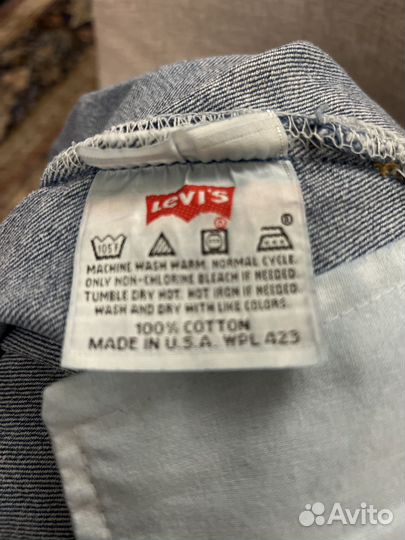 LEVI'S
®
105F
MACHINE WASH WARM. NORMAL CYCLE.
ONLY NON-CHLORINE BLEACH IF NEEDED.
TUMBLE DRY HOT. HOT IRON IF NEEDED.
WASH AND DRY WITH LIKE COLORS.
100% COTTON
MADE IN U.S.A. WPL 423
Avito